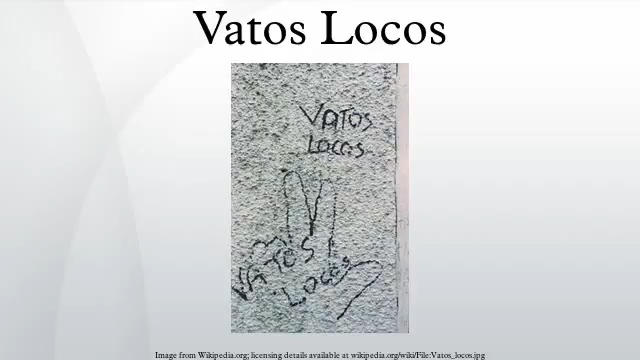 Vatos Locos
VATOS
LOCOS
VATOS
LOCOS
Image from Wikipedia.org; licensing details available at wikipedia.org/wiki/File:Vatos_locos.jpg